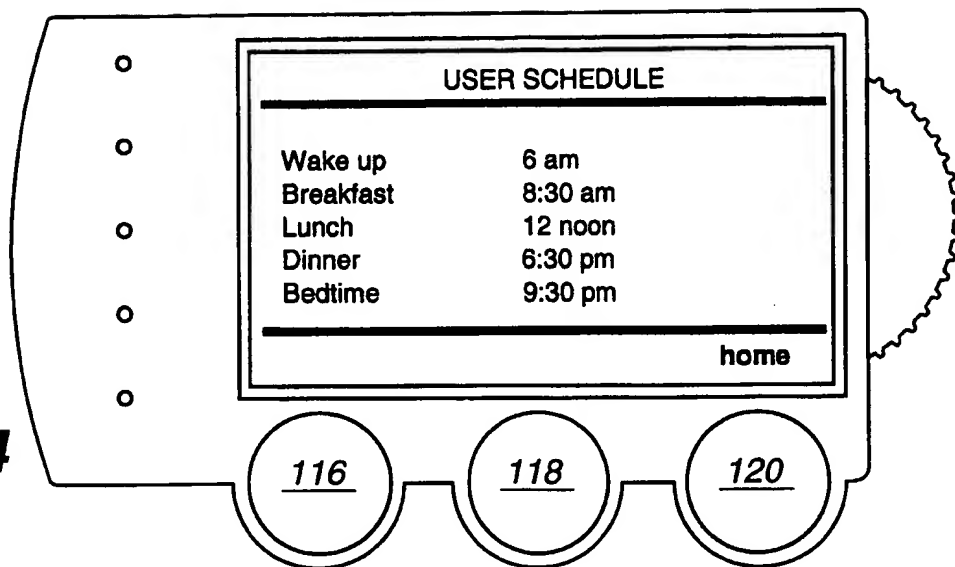 USER SCHEDULE
Wake up 6 am
Breakfast 8:30 am
Lunch 12 noon
Dinner 6:30 pm
Bedtime 9:30 pm
home
116 118 120
4